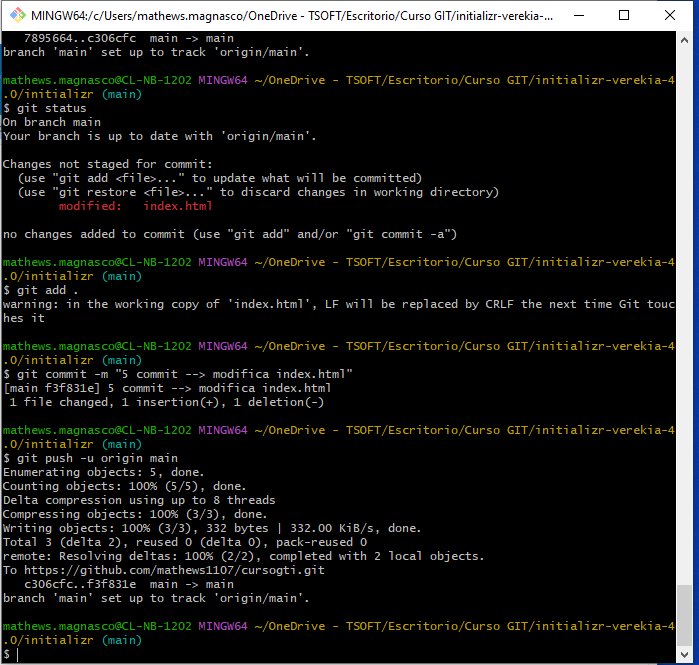 MINGW64:/c/Users/mathews.magnasco/OneDrive - TSOFT/Escritorio/Curso GIT/initializr-verekia-...
   7895664..c306cfc  main -> main
branch 'main' set up to track 'origin/main'.
mathews.magnasco@CL-NB-1202 MINGW64 ~/OneDrive - TSOFT/Escritorio/Curso GIT/initializr-verekia-4
.0/initializr (main)
$ git status
On branch main
Your branch is up to date with 'origin/main'.
Changes not staged for commit:
  (use "git add <file>..." to update what will be committed)
  (use "git restore <file>..." to discard changes in working directory)
        modified:   index.html
no changes added to commit (use "git add" and/or "git commit -a")
mathews.magnasco@CL-NB-1202 MINGW64 ~/OneDrive - TSOFT/Escritorio/Curso GIT/initializr-verekia-4
.0/initializr (main)
$ git add .
warning: in the working copy of 'index.html', LF will be replaced by CRLF the next time Git touc
hes it
mathews.magnasco@CL-NB-1202 MINGW64 ~/OneDrive - TSOFT/Escritorio/Curso GIT/initializr-verekia-4
.0/initializr (main)
$ git commit -m "5 commit --> modifica index.html"
[main f3f831e] 5 commit --> modifica index.html
 1 file changed, 1 insertion(+), 1 deletion(-)
mathews.magnasco@CL-NB-1202 MINGW64 ~/OneDrive - TSOFT/Escritorio/Curso GIT/initializr-verekia-4
.0/initializr (main)
$ git push -u origin main
Enumerating objects: 5, done.
Counting objects: 100% (5/5), done.
Delta compression using up to 8 threads
Compressing objects: 100% (3/3), done.
Writing objects: 100% (3/3), 332 bytes | 332.00 KiB/s, done.
Total 3 (delta 2), reused 0 (delta 0), pack-reused 0
remote: Resolving deltas: 100% (2/2), completed with 2 local objects.
To https://github.com/mathews1107/cursogti.git
   c306cfc..f3f831e  main -> main
branch 'main' set up to track 'origin/main'.
mathews.magnasco@CL-NB-1202 MINGW64 ~/OneDrive - TSOFT/Escritorio/Curso GIT/initializr-verekia-4
.0/initializr (main)
$